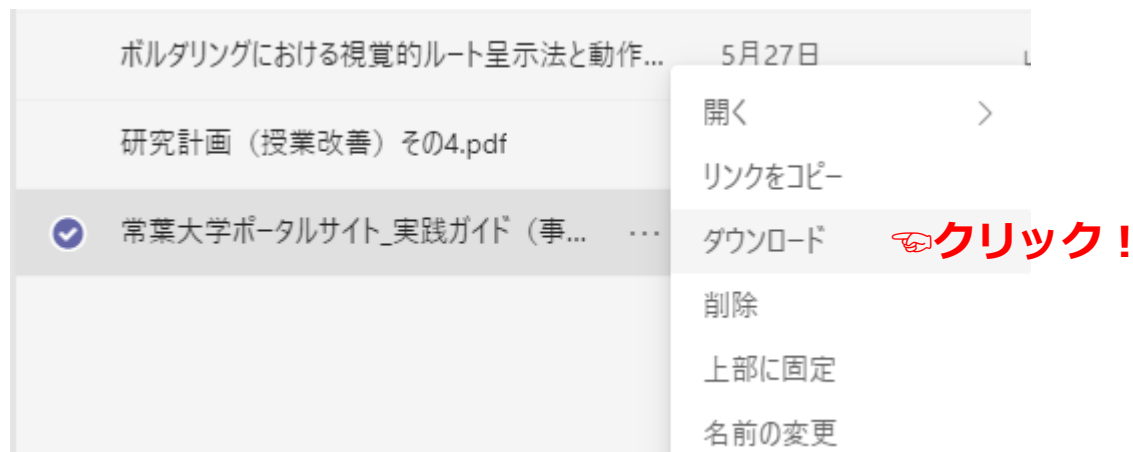 ボルダリングにおける視覚的ルート呈示法と動作... 5月27日
開く
研究計画（授業改善）その4.pdf
リンクをコピー
常葉大学ポータルサイト_実践ガイド（事... ...
ダウンロード ☜クリック！
削除
上部に固定
名前の変更